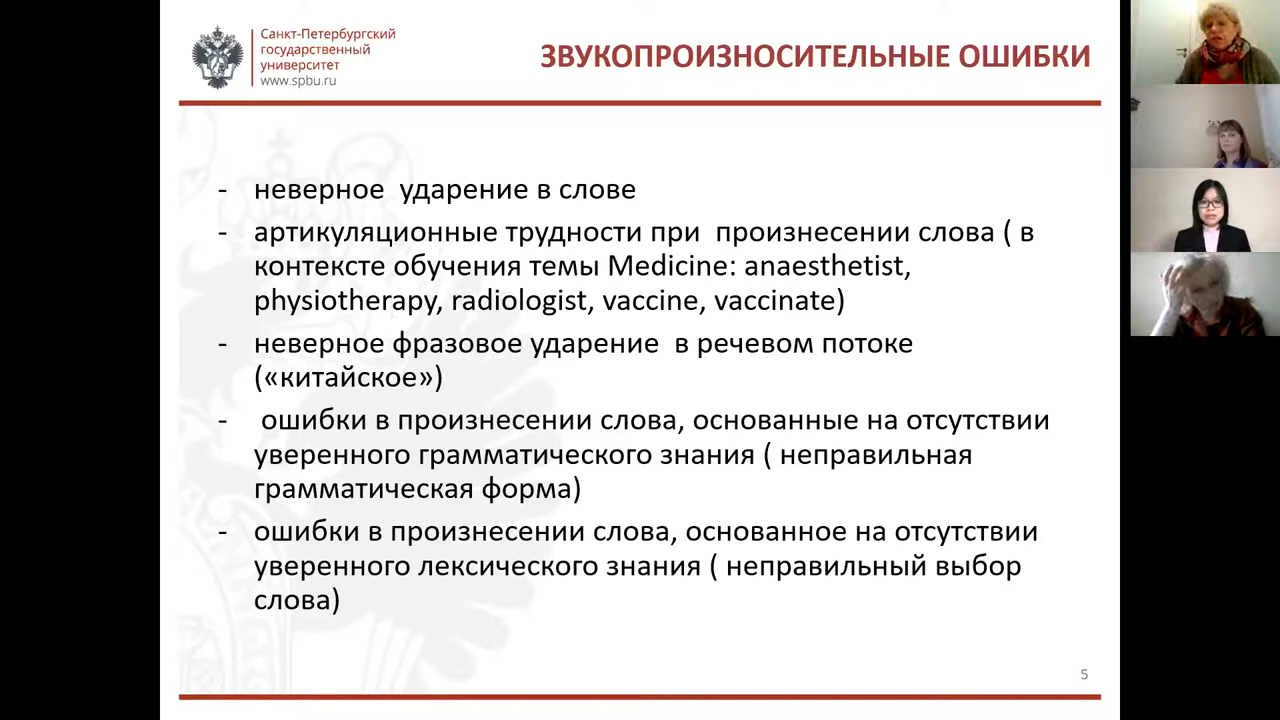 Санкт-Петербургский
государственный
университет
www.spbu.ru
ЗВУКОПРОИЗНОСИТЕЛЬНЫЕ ОШИБКИ
- неверное ударение в слове
- артикуляционные трудности при произнесении слова ( в
контексте обучения темы Medicine: anaesthetist,
physiotherapy, radiologist, vaccine, vaccinate)
- неверное фразовое ударение в речевом потоке
(«китайское»)
- ошибки в произнесении слова, основанные на отсутствии
уверенного грамматического знания ( неправильная
грамматическая форма)
- ошибки в произнесении слова, основанное на отсутствии
уверенного лексического знания ( неправильный выбор
слова)
5